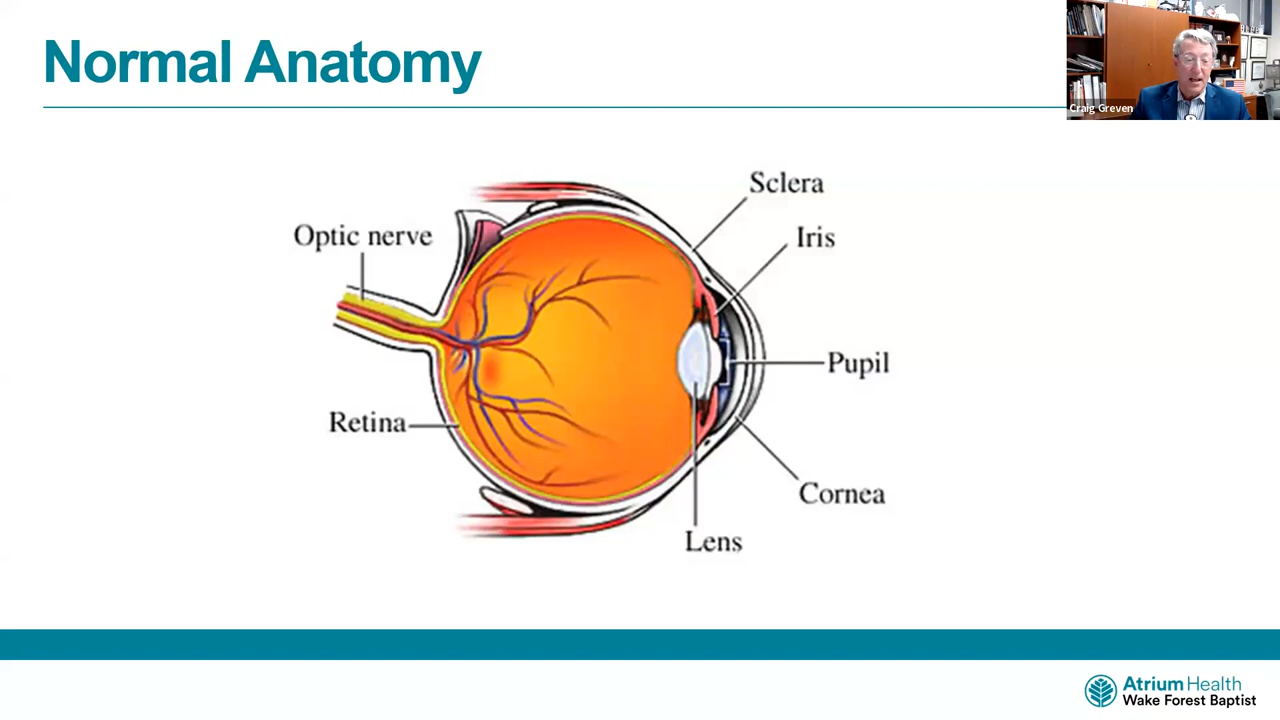 Normal Anatomy
Craig Greven
Sclera
Optic nerve
Iris
Pupil
Retina
Cornea
Lens
Atrium Health
Wake Forest Baptist